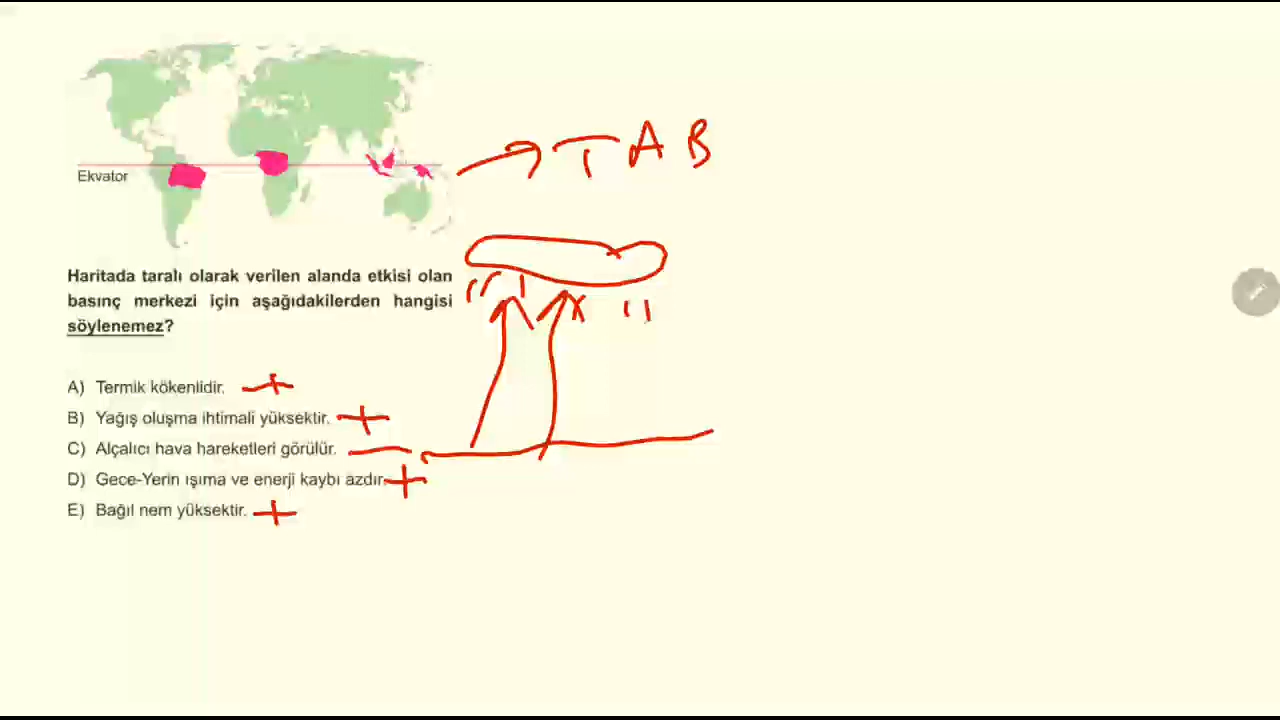 Ekvator
TAB
Haritada taralı olarak verilen alanda etkisi olan
basınç merkezi için aşağıdakilerden hangisi
söylenemez?
A) Termik kökenlidir. +
B) Yağış oluşma ihtimali yüksektir. +
C) Alçalıcı hava hareketleri görülür. -
D) Gece-Yerin ışıma ve enerji kaybı azdır. +
E) Bağıl nem yüksektir. +